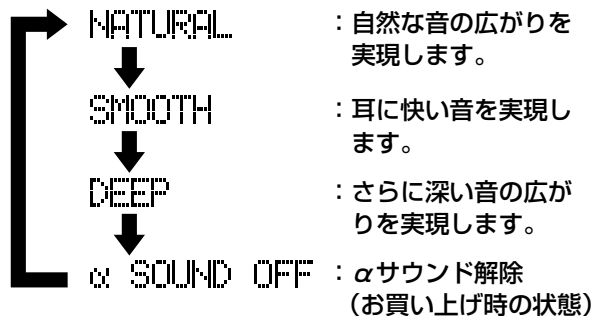 NATURAL ：自然な音の広がりを
実現します。
SMOOTH ：耳に快い音を実現し
ます。
DEEP ：さらに深い音の広が
りを実現します。
α SOUND OFF ：αサウンド解除
（お買い上げ時の状態）